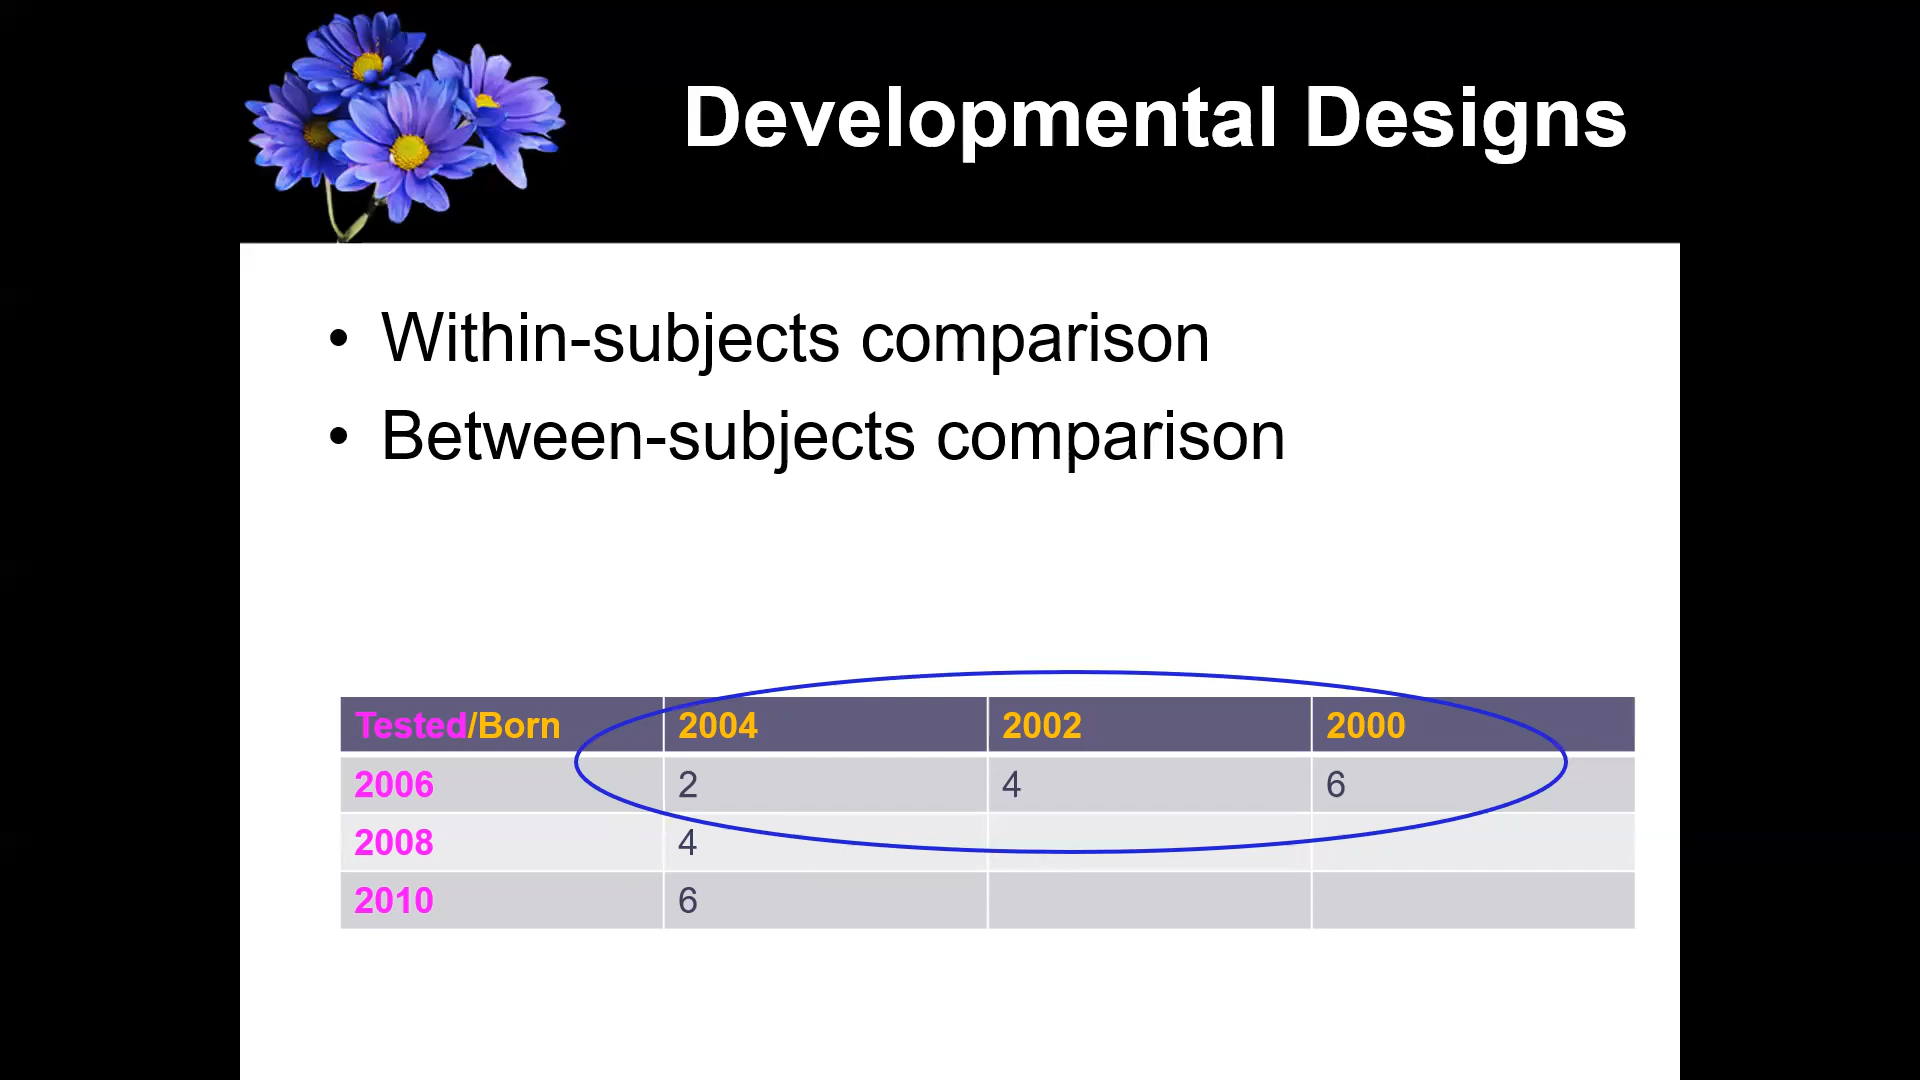 Developmental Designs
• Within-subjects comparison
• Between-subjects comparison
Tested/Born 2004 2002 2000
2006 2 4 6
2008 4
2010 6